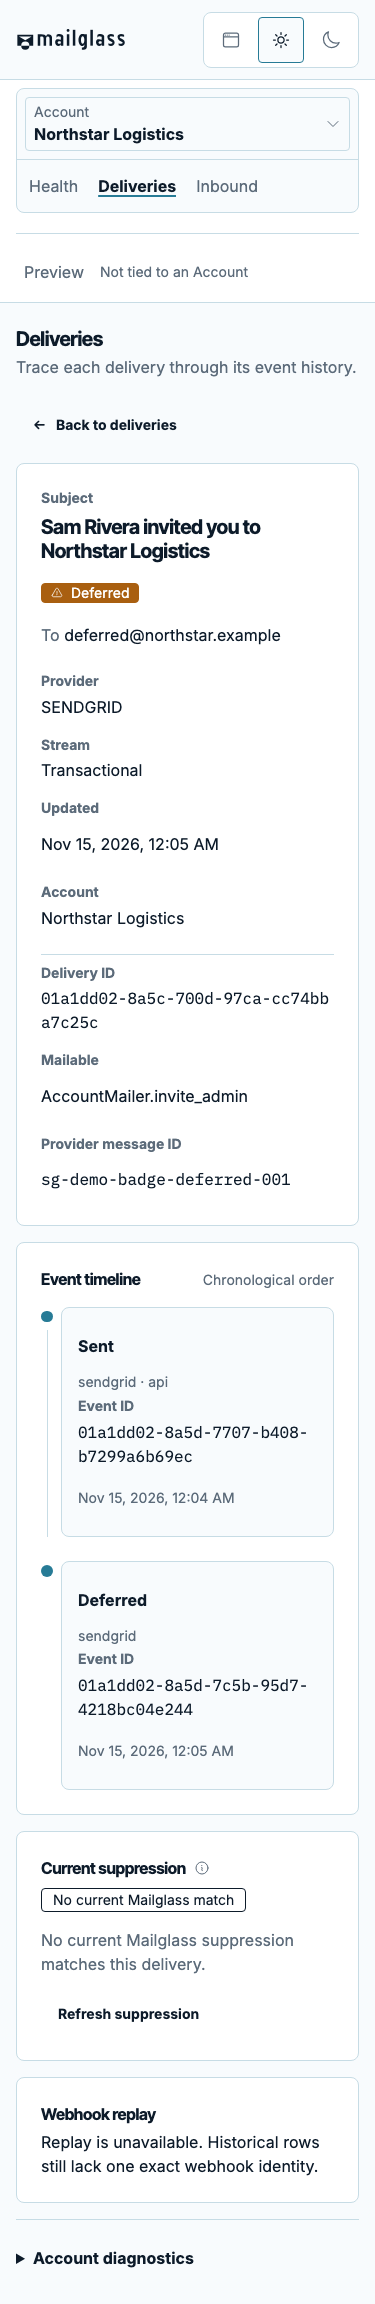 mailglass
Account
Northstar Logistics
Health Deliveries Inbound
Preview Not tied to an Account
Deliveries
Trace each delivery through its event history.
Back to deliveries
Subject
Sam Rivera invited you to
Northstar Logistics
Deferred
To deferred@northstar.example
Provider
SENDGRID
Stream
Transactional
Updated
Nov 15, 2026, 12:05 AM
Account
Northstar Logistics
Delivery ID
01a1dd02-8a5c-700d-97ca-cc74bb
a7c25c
Mailable
AccountMailer.invite_admin
Provider message ID
sg-demo-badge-deferred-001
Event timeline Chronological order
Sent
sendgrid · api
Event ID
01a1dd02-8a5d-7707-b408-
b7299a6b69ec
Nov 15, 2026, 12:04 AM
Deferred
sendgrid
Event ID
01a1dd02-8a5d-7c5b-95d7-
4218bc04e244
Nov 15, 2026, 12:05 AM
Current suppression
No current Mailglass match
No current Mailglass suppression
matches this delivery.
Refresh suppression
Webhook replay
Replay is unavailable. Historical rows
still lack one exact webhook identity.
Account diagnostics